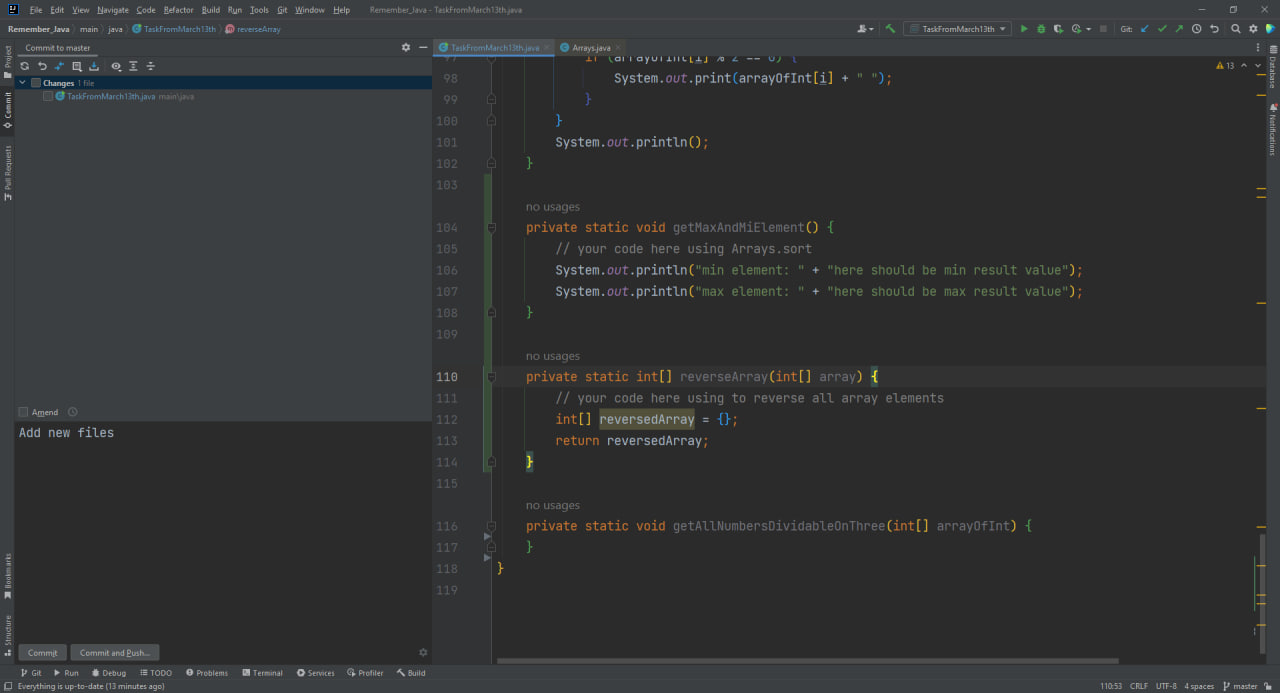 File Edit View Navigate Code Refactor Build Run Tools Git Window Help Remember_Java - TaskFromMarch13th.java
Remember_Java main java TaskFromMarch13th reverseArray
TaskFromMarch13th Git:
Commit to master
TaskFromMarch13th.java Arrays.java
Project
Commit
Pull Requests
Bookmarks
Structure
Database
Notifications
Changes 1 file
TaskFromMarch13th.java main\java
Amend
Add new files
Commit Commit and Push...
13
97 if (arrayOfInt[i] % 2 == 0) {
98 System.out.print(arrayOfInt[i] + " ");
99 }
100 }
101 System.out.println();
102 }
103
no usages
104 private static void getMaxAndMiElement() {
105 // your code here using Arrays.sort
106 System.out.println("min element: " + "here should be min result value");
107 System.out.println("max element: " + "here should be max result value");
108 }
109
no usages
110 private static int[] reverseArray(int[] array) {
111 // your code here using to reverse all array elements
112 int[] reversedArray = {};
113 return reversedArray;
114 }
115
no usages
116 private static void getAllNumbersDividableOnThree(int[] arrayOfInt) {
117 }
118 }
119
Git Run Debug TODO Problems Terminal Services Profiler Build
Everything is up-to-date (13 minutes ago) 110:53 CRLF UTF-8 4 spaces master